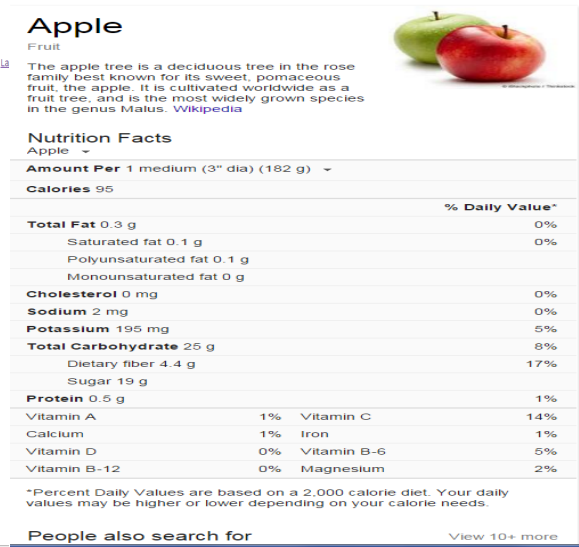 Apple
Fruit
La
The apple tree is a deciduous tree in the rose
family best known for its sweet, pomaceous
fruit, the apple. It is cultivated worldwide as a
fruit tree, and is the most widely grown species
in the genus Malus. Wikipedia
Nutrition Facts
Apple
Amount Per 1 medium (3" dia) (182 g)
Calories 95
% Daily Value*
Total Fat 0.3 g 0%
Saturated fat 0.1 g 0%
Polyunsaturated fat 0.1 g
Monounsaturated fat 0 g
Cholesterol 0 mg 0%
Sodium 2 mg 0%
Potassium 195 mg 5%
Total Carbohydrate 25 g 8%
Dietary fiber 4.4 g 17%
Sugar 19 g
Protein 0.5 g 1%
Vitamin A 1% Vitamin C 14%
Calcium 1% Iron 1%
Vitamin D 0% Vitamin B-6 5%
Vitamin B-12 0% Magnesium 2%
*Percent Daily Values are based on a 2,000 calorie diet. Your daily
values may be higher or lower depending on your calorie needs.
People also search for View 10+ more